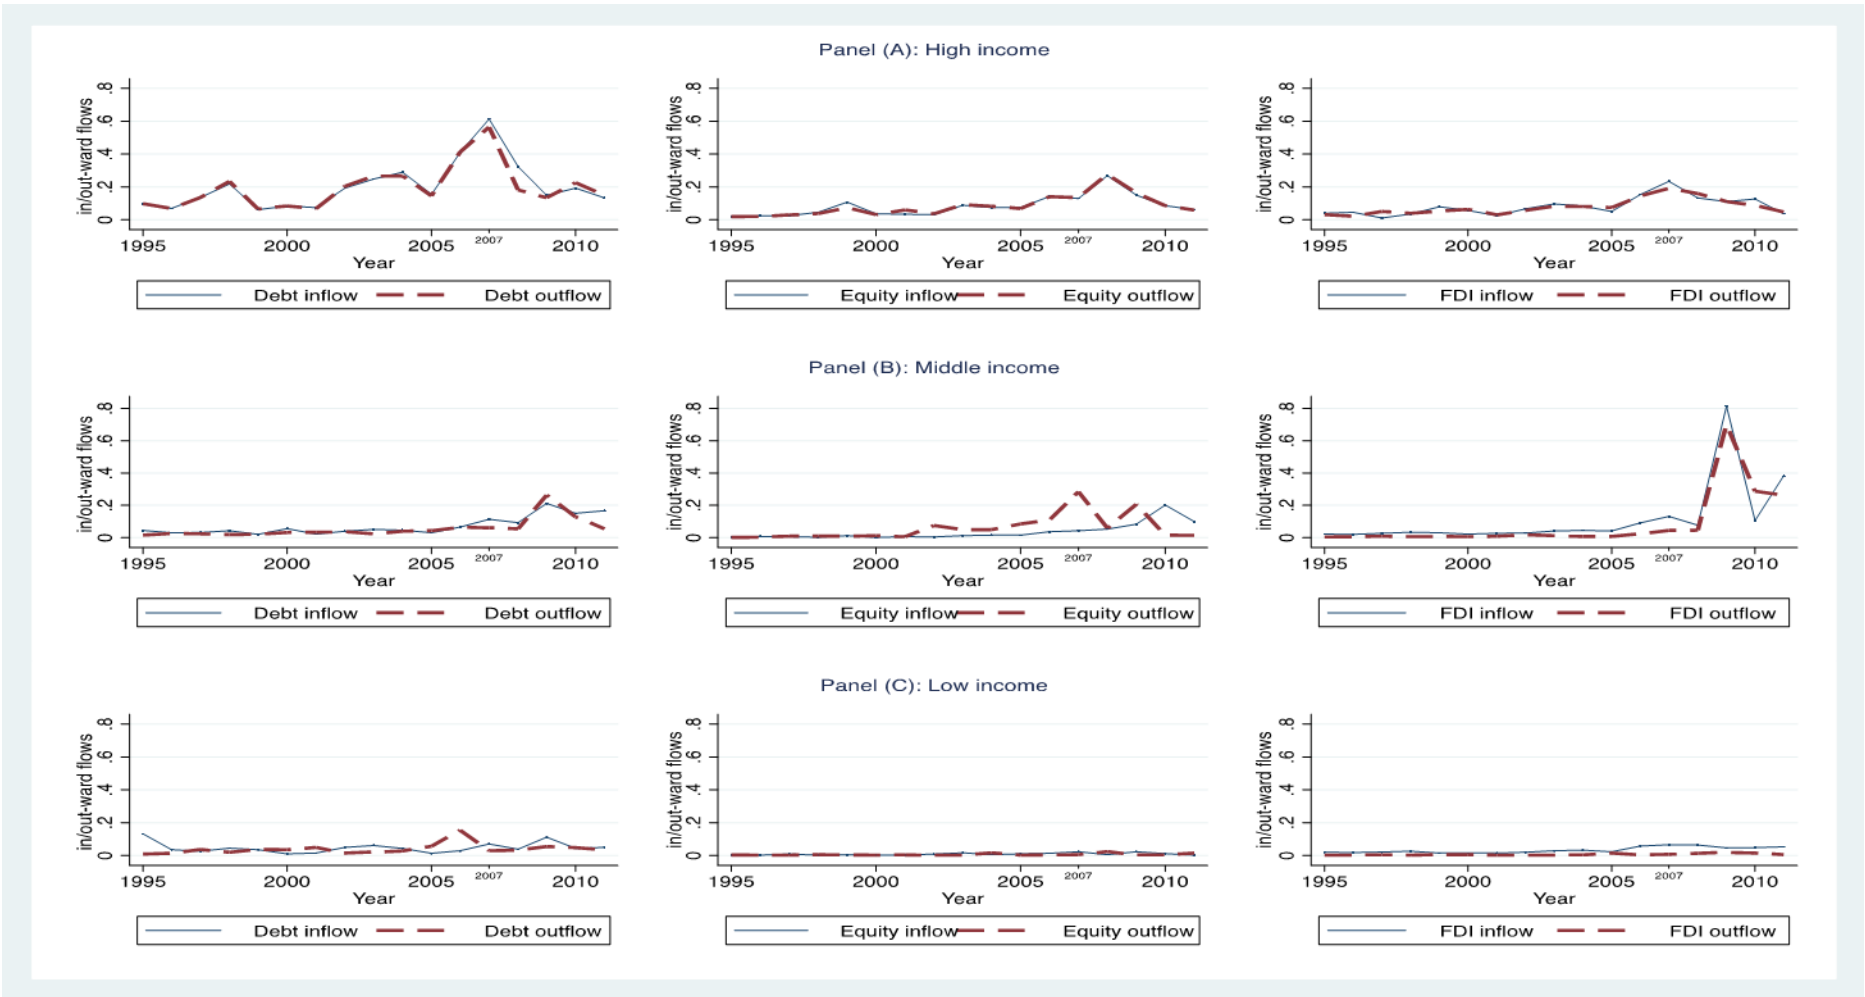 Panel (A): High income
in/out-ward flows
0 .2 .4 .6 .8
1995 2000 2005 2007 2010
Year
Debt inflow Debt outflow
in/out-ward flows
0 .2 .4 .6 .8
1995 2000 2005 2007 2010
Year
Equity inflow Equity outflow
in/out-ward flows
0 .2 .4 .6 .8
1995 2000 2005 2007 2010
Year
FDI inflow FDI outflow
Panel (B): Middle income
in/out-ward flows
0 .2 .4 .6 .8
1995 2000 2005 2007 2010
Year
Debt inflow Debt outflow
in/out-ward flows
0 .2 .4 .6 .8
1995 2000 2005 2007 2010
Year
Equity inflow Equity outflow
in/out-ward flows
0 .2 .4 .6 .8
1995 2000 2005 2007 2010
Year
FDI inflow FDI outflow
Panel (C): Low income
in/out-ward flows
0 .2 .4 .6 .8
1995 2000 2005 2007 2010
Year
Debt inflow Debt outflow
in/out-ward flows
0 .2 .4 .6 .8
1995 2000 2005 2007 2010
Year
Equity inflow Equity outflow
in/out-ward flows
0 .2 .4 .6 .8
1995 2000 2005 2007 2010
Year
FDI inflow FDI outflow